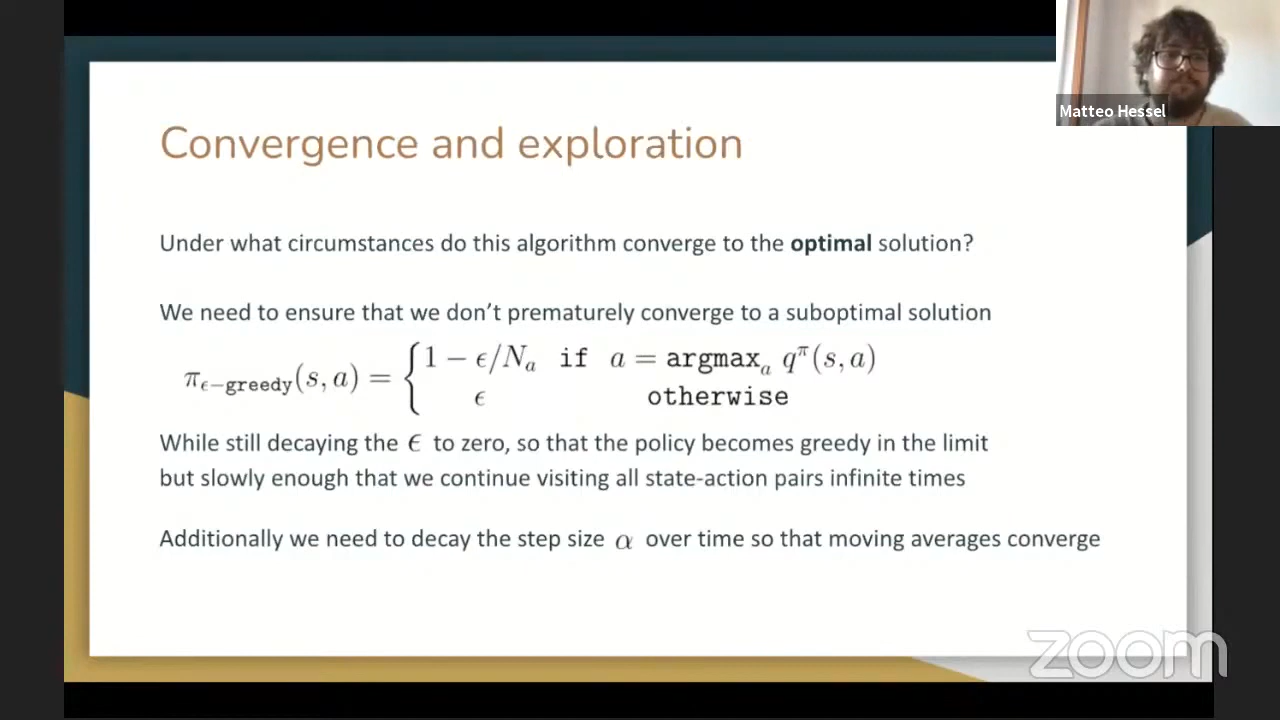 Matteo Hessel
Convergence and exploration
Under what circumstances do this algorithm converge to the optimal solution?
We need to ensure that we don’t prematurely converge to a suboptimal solution
π_{ϵ−greedy}(s, a) = { 1 − ϵ/N_a if a = argmax_a q^π(s, a)
ϵ otherwise
While still decaying the ϵ to zero, so that the policy becomes greedy in the limit
but slowly enough that we continue visiting all state-action pairs infinite times
Additionally we need to decay the step size α over time so that moving averages converge
zoom